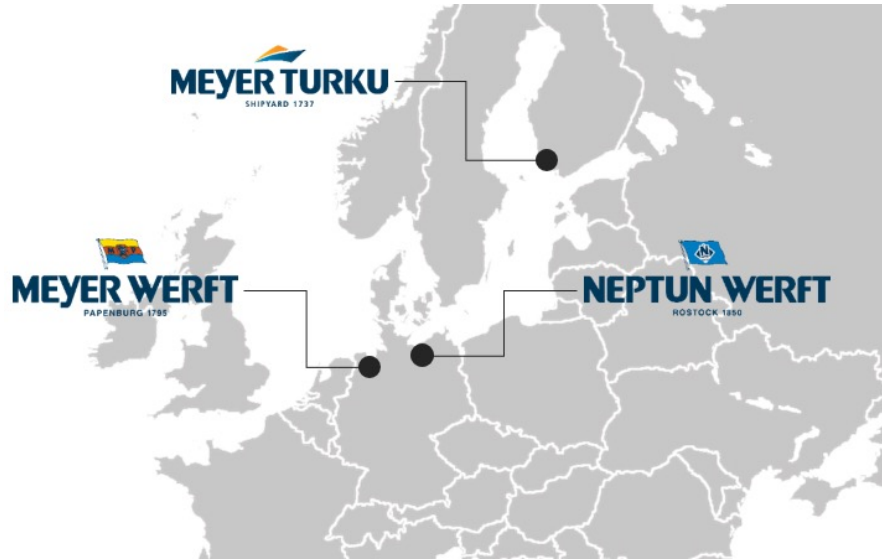 MEYER TURKU
SHIPYARD 1737
MEYER WERFT
PAPENBURG 1795
NEPTUN WERFT
ROSTOCK 1850